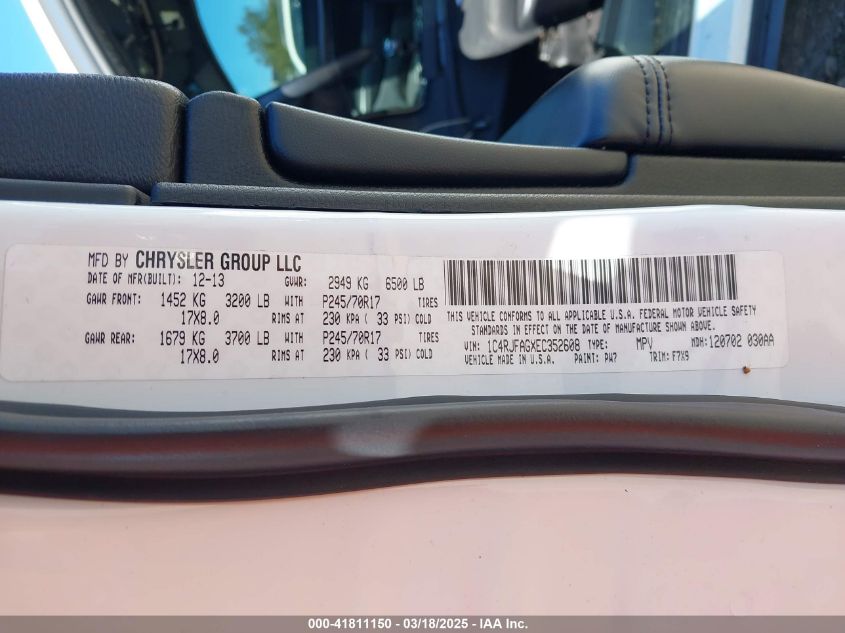 MFD BY CHRYSLER GROUP LLC
DATE OF MFR(BUILT): 12-13 GVWR: 2949 KG 6500 LB
GAWR FRONT: 1452 KG 3200 LB WITH P245/70R17 TIRES
17X8.0 RIMS AT 230 KPA ( 33 PSI) COLD
GAWR REAR: 1679 KG 3700 LB WITH P245/70R17 TIRES
17X8.0 RIMS AT 230 KPA ( 33 PSI) COLD
THIS VEHICLE CONFORMS TO ALL APPLICABLE U.S.A. FEDERAL MOTOR VEHICLE SAFETY
STANDARDS IN EFFECT ON THE DATE OF MANUFACTURE SHOWN ABOVE.
VIN: 1C4RJFAGXEC352608 TYPE: MPV MDH: 120702 030AA
VEHICLE MADE IN U.S.A. PAINT: PW7 TRIM: F7X9
000-41811150 - 03/18/2025 - IAA Inc.